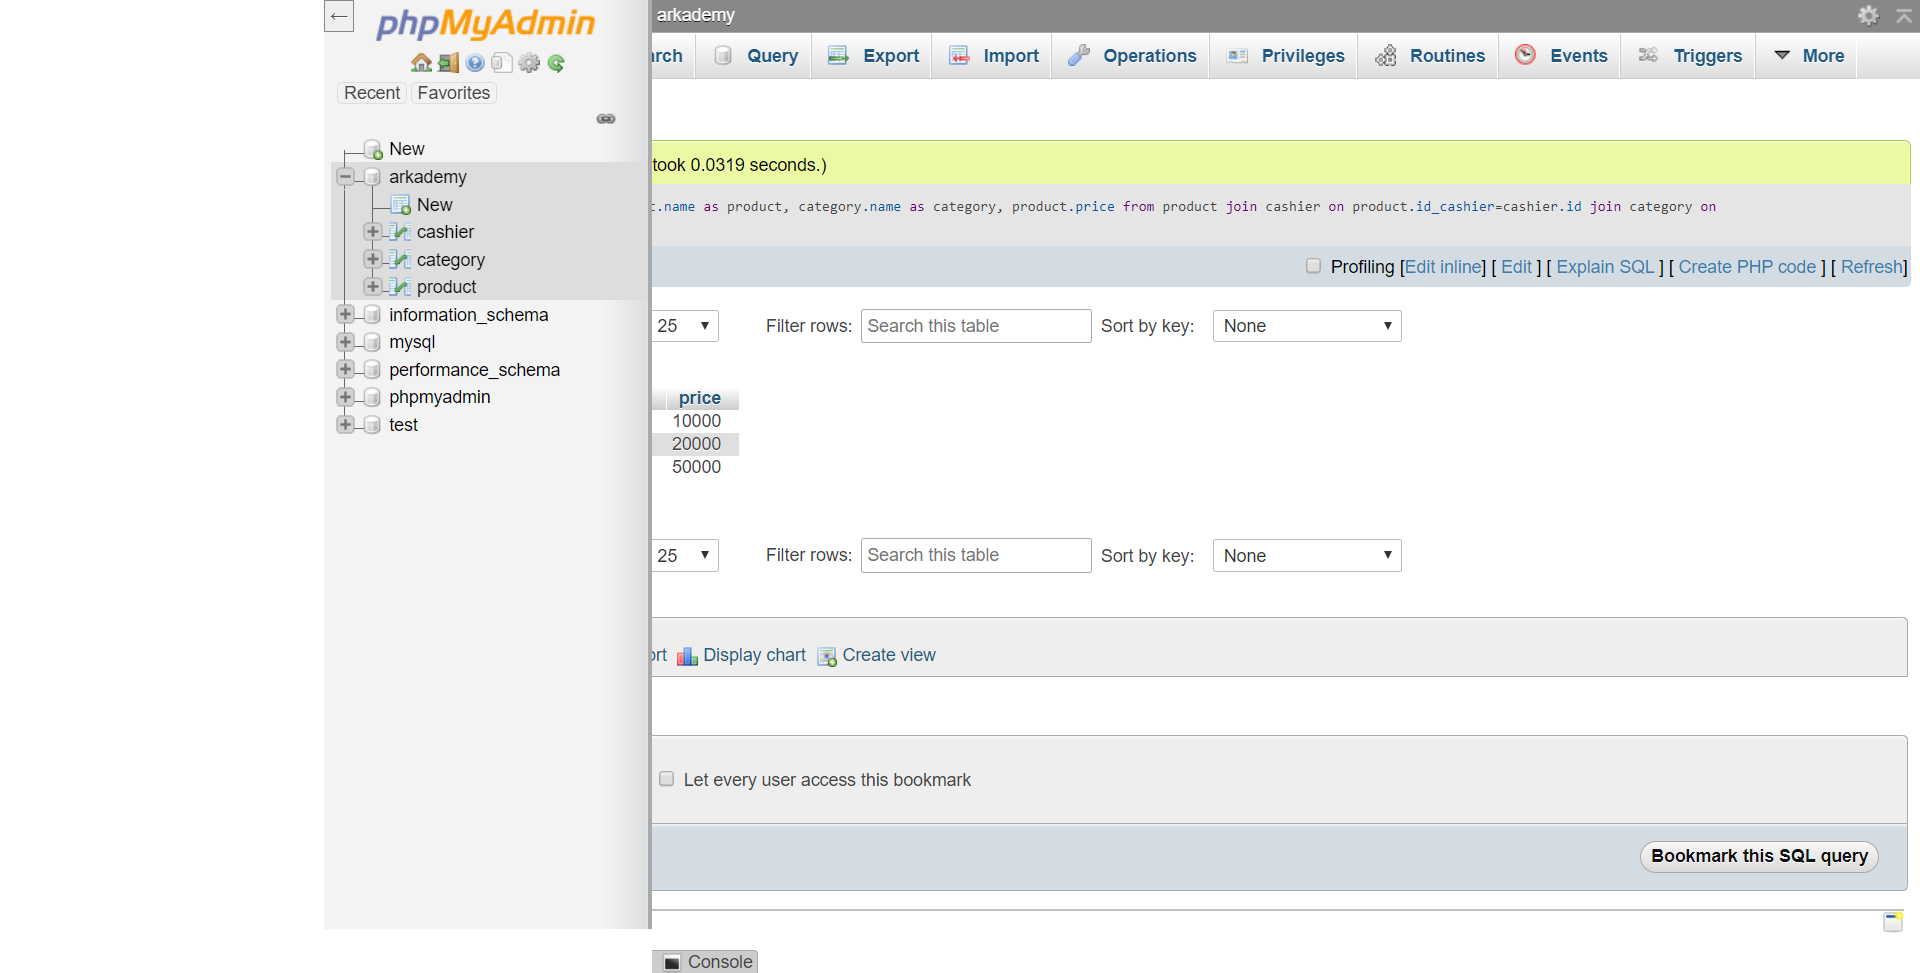 ←
phpMyAdmin
Recent Favorites
New
arkademy
New
cashier
category
product
information_schema
mysql
performance_schema
phpmyadmin
test
arkademy
Query Export Import Operations Privileges Routines Events Triggers More
took 0.0319 seconds.)
.name as product, category.name as category, product.price from product join cashier on product.id_cashier=cashier.id join category on
Profiling [Edit inline] [ Edit ] [ Explain SQL ] [ Create PHP code ] [ Refresh]
25 Filter rows: Search this table Sort by key: None
price
10000
20000
50000
25 Filter rows: Search this table Sort by key: None
Display chart Create view
Let every user access this bookmark
Bookmark this SQL query
Console